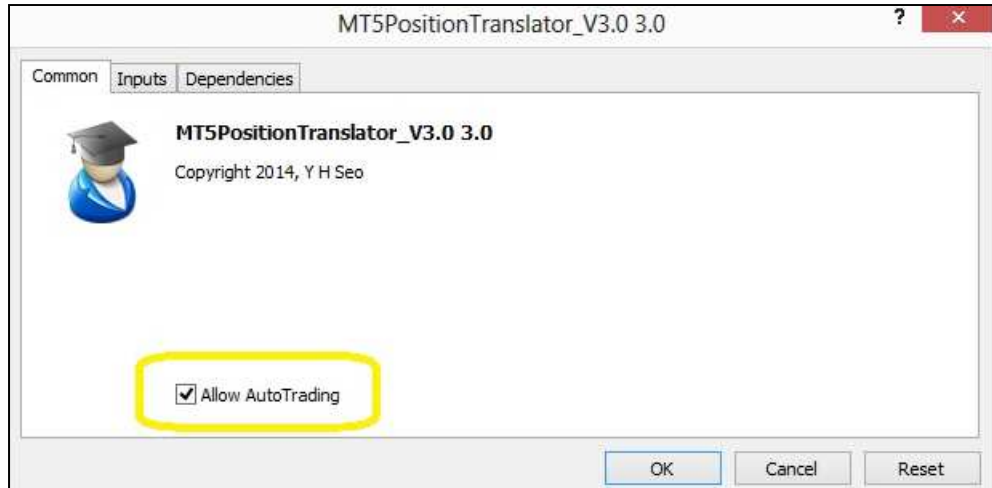 MT5PositionTranslator_V3.0 3.0
?
×
Common Inputs Dependencies
MT5PositionTranslator_V3.0 3.0
Copyright 2014, Y H Seo
Allow AutoTrading
OK Cancel Reset